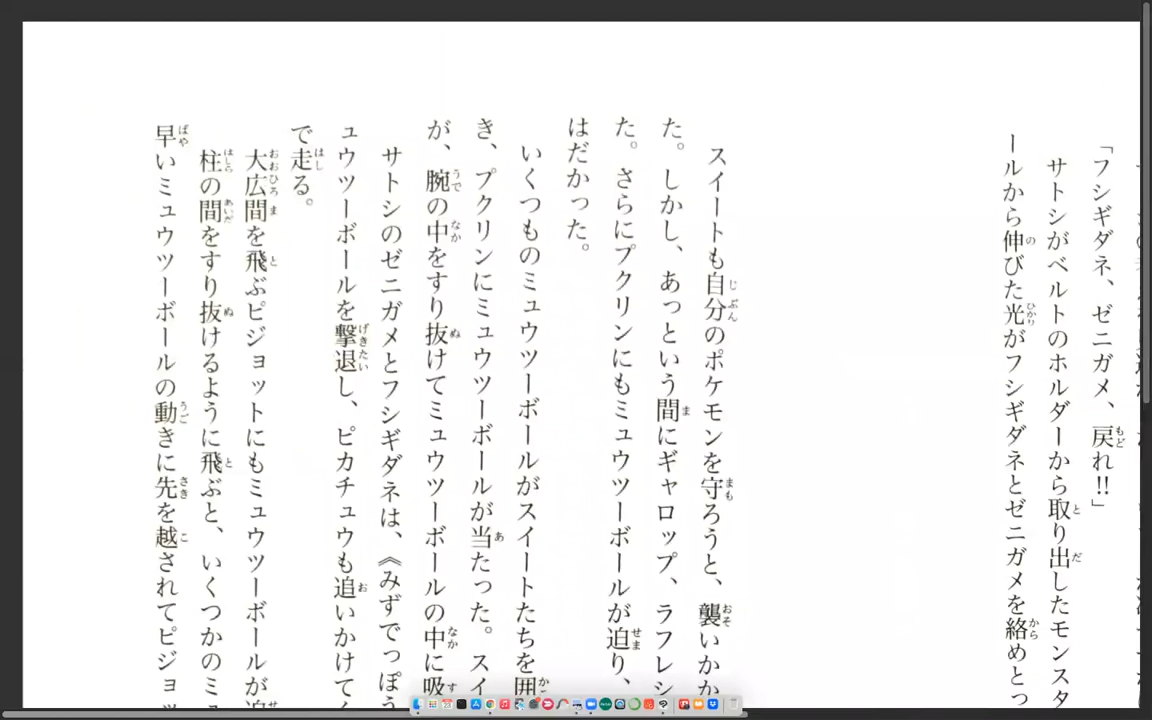 「フシギダネ、ゼニガメ、戻れ!!」
サトシがベルトのホルダーから取り出したモンスタ
ールから伸びた光がフシギダネとゼニガメを絡めとっ
スイートも自分のポケモンを守ろうと、襲いかか
た。しかし、あっという間にギャロップ、ラフレシ
た。さらにプクリンにもミュウツーボールが迫り、
はだかった。
いくつものミュウツーボールがスイートたちを囲
き、プクリンにミュウツーボールが当たった。スイ
が、腕の中をすり抜けてミュウツーボールの中に吸
サトシのゼニガメとフシギダネは、《みずでっぽう
ュウツーボールを撃退し、ピカチュウも追いかけて
で走る。
大広間を飛ぶピジョットにもミュウツーボールが迫
柱の間をすり抜けるように飛ぶと、いくつかのミュ
早いミュウツーボールの動きに先を越されてピジョ